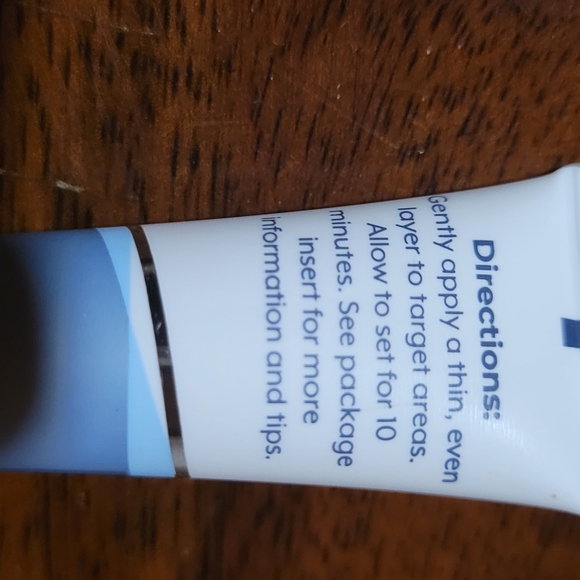 Directions:
Gently apply a thin, even
layer to target areas.
Allow to set for 10
minutes. See package
insert for more
information and tips.